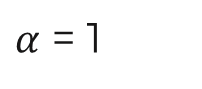 α = 1